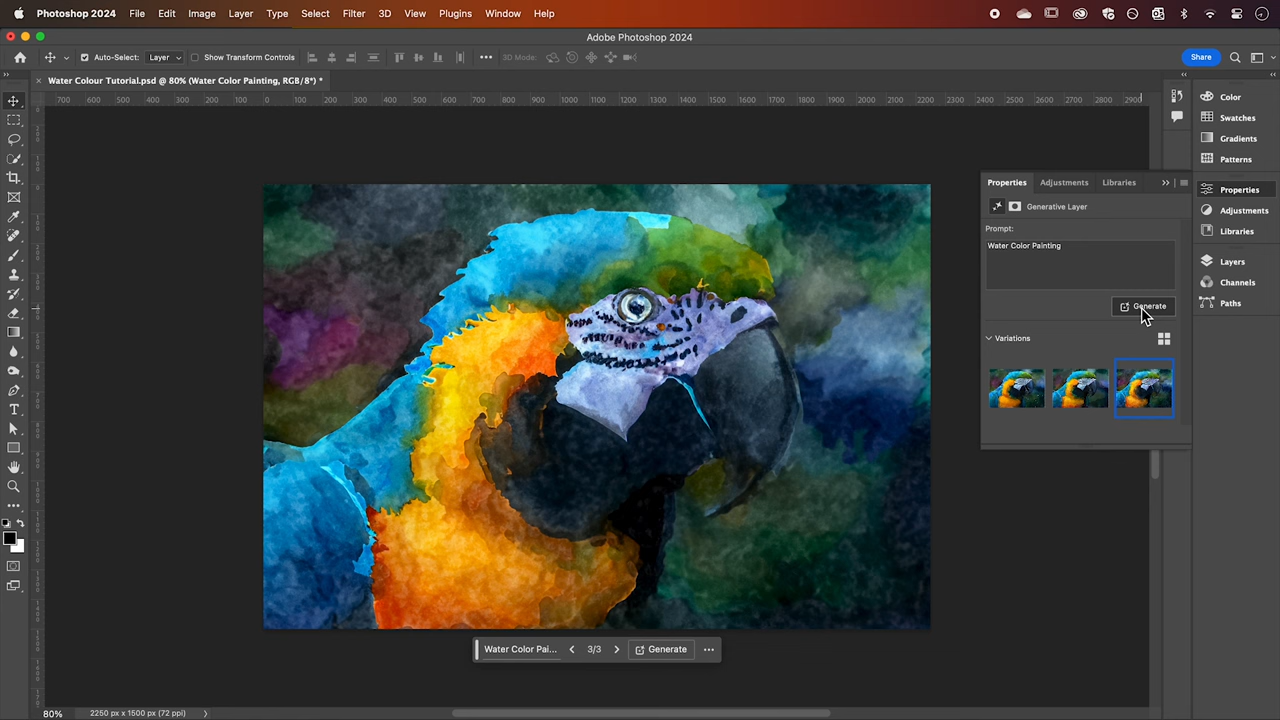 Photoshop 2024 File Edit Image Layer Type Select Filter 3D View Plugins Window Help
Adobe Photoshop 2024
Auto-Select: Layer Show Transform Controls 3D Mode: Share
Water Colour Tutorial.psd @ 80% (Water Color Painting, RGB/8*) *
700 600 500 400 300 200 100 0 100 200 300 400 500 600 700 800 900 1000 1100 1200 1300 1400 1500 1600 1700 1800 1900 2000 2100 2200 2300 2400 2500 2600 2700 2800 2900
Color
Swatches
Gradients
Patterns
Properties Adjustments Libraries
Properties
Generative Layer
Adjustments
Prompt:
Libraries
Water Color Painting
Layers
Channels
Generate
Paths
Variations
Water Color Pai... 3/3 Generate
80% 2250 px x 1500 px (72 ppi)